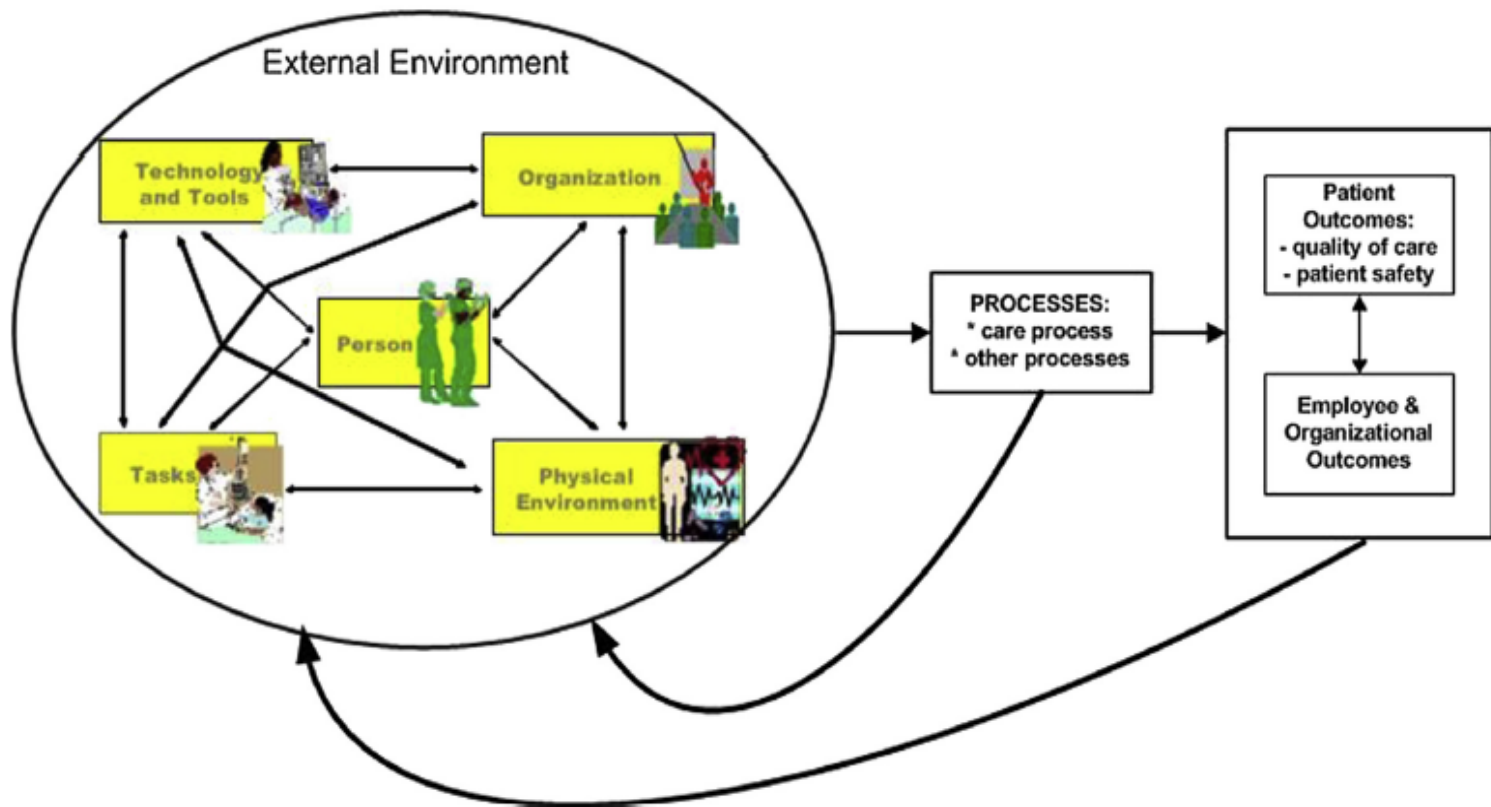 External Environment
Technology
and Tools
Organization
Person
Tasks
Physical
Environment
PROCESSES:
* care process
* other processes
Patient
Outcomes:
- quality of care
- patient safety
Employee &
Organizational
Outcomes